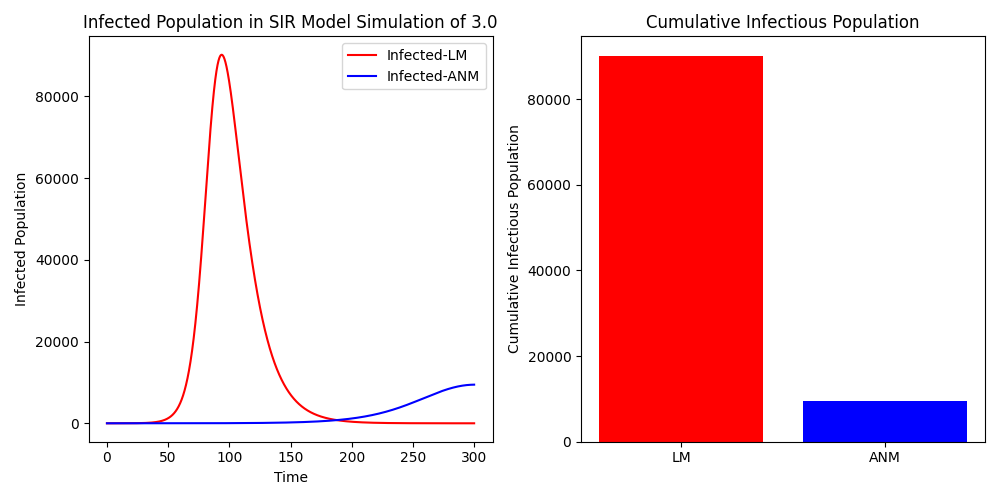 Infected Population in SIR Model Simulation of 3.0
Infected Population
80000
60000
40000
20000
0
Infected-LM
Infected-ANM
0 50 100 150 200 250 300
Time
Cumulative Infectious Population
Cumulative Infectious Population
80000
60000
40000
20000
0
LM ANM